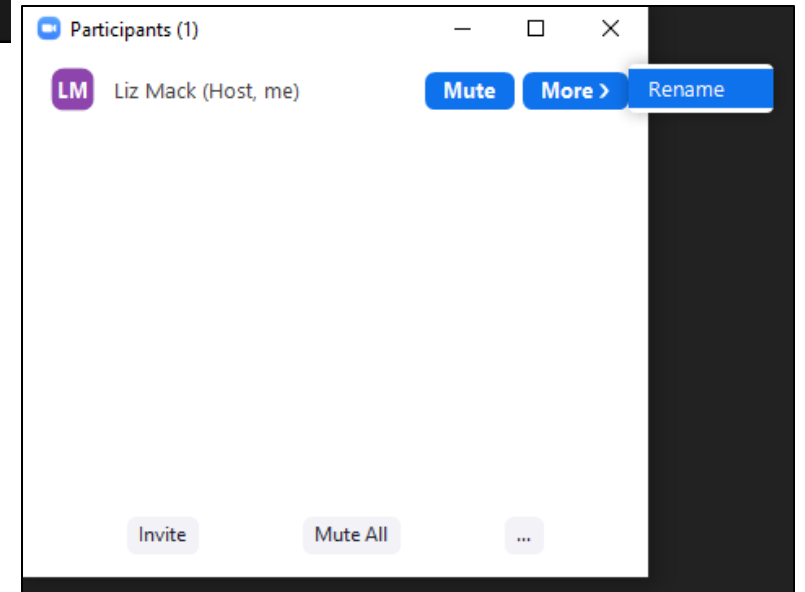 Participants (1)
LM Liz Mack (Host, me) Mute More > Rename
Invite Mute All ...